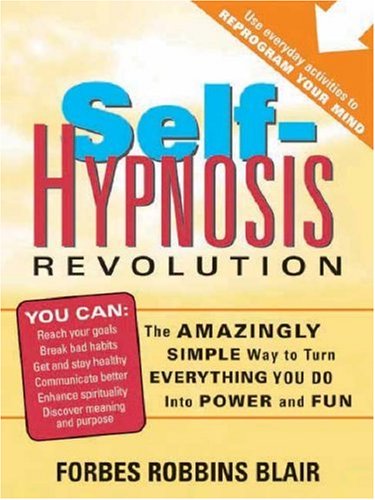 Use everyday activities to
REPROGRAM YOUR MIND
Self-
HYPNOSIS
REVOLUTION
YOU CAN:
Reach your goals
Break bad habits
Get and stay healthy
Communicate better
Enhance spirituality
Discover meaning
and purpose
The AMAZINGLY
SIMPLE Way to Turn
EVERYTHING YOU DO
Into POWER and FUN
FORBES ROBBINS BLAIR